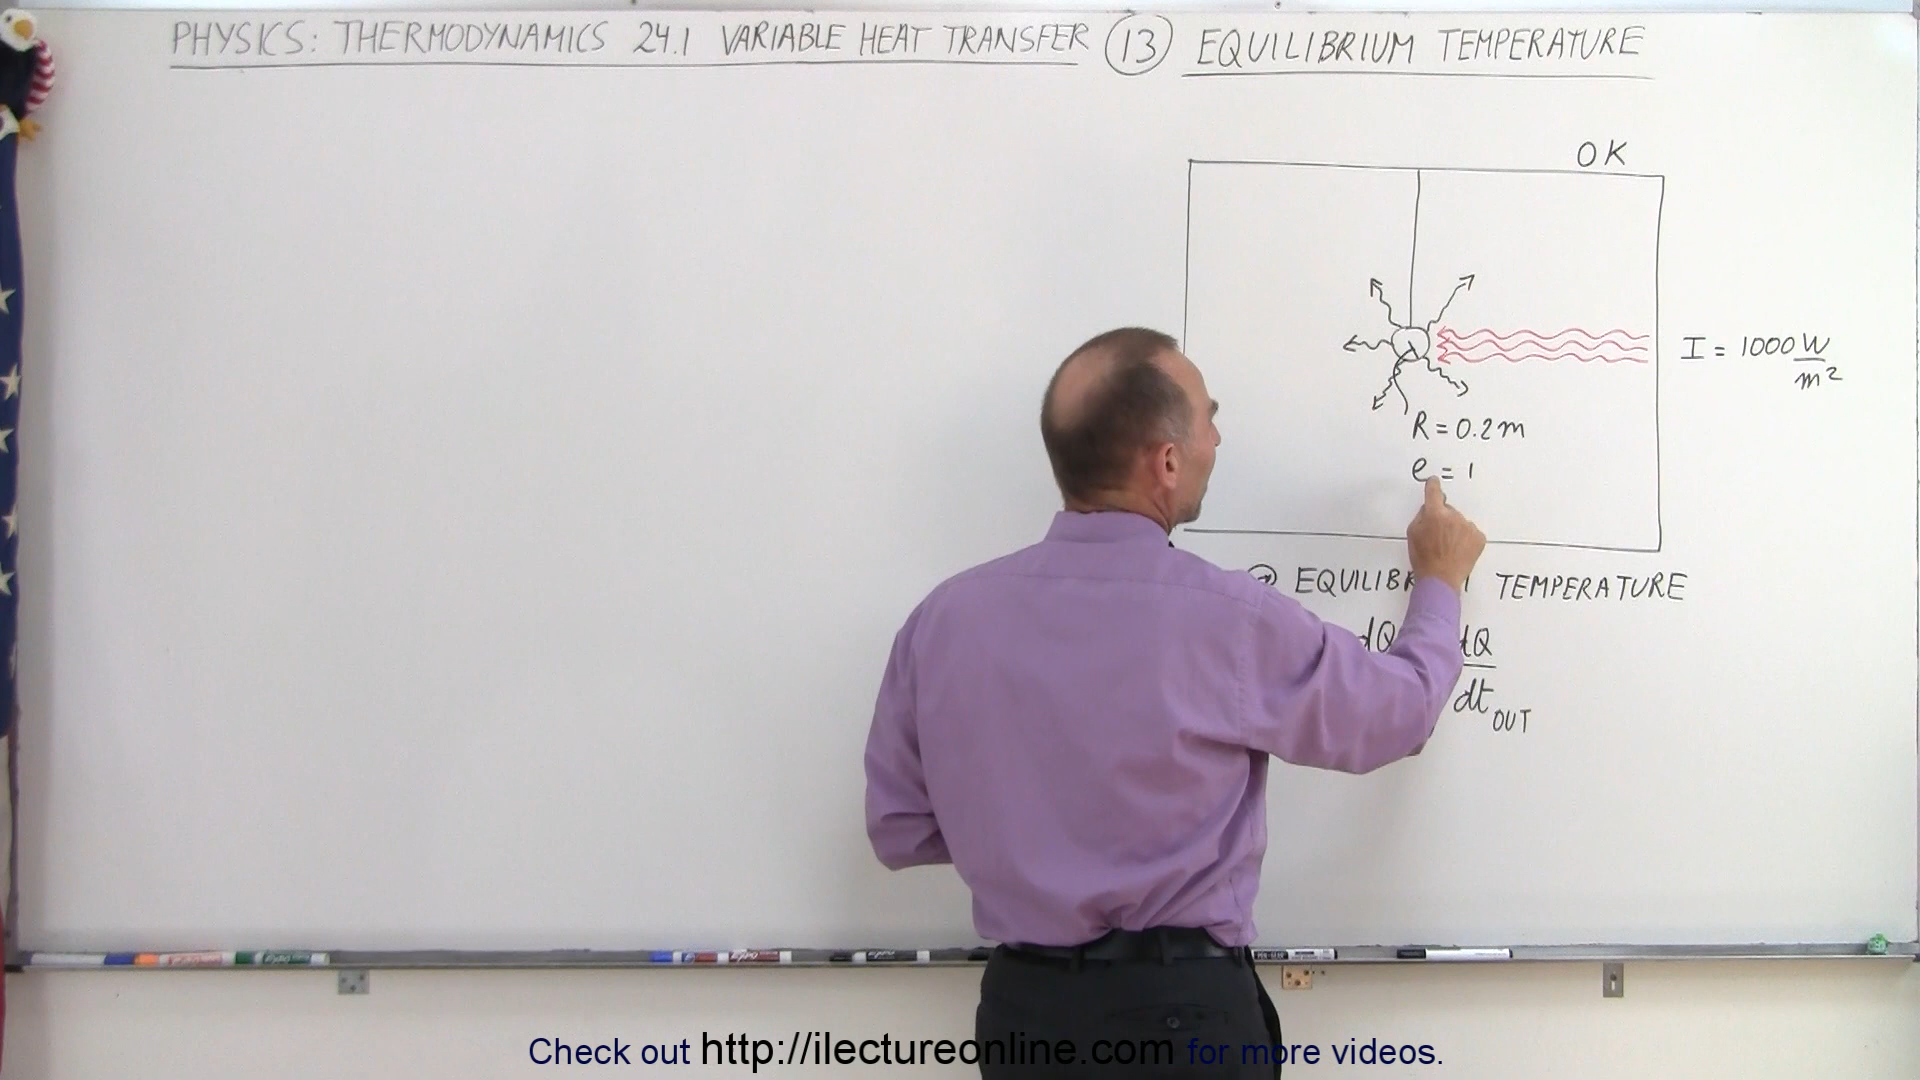 PHYSICS: THERMODYNAMICS 24.1 VARIABLE HEAT TRANSFER 13 EQUILIBRIUM TEMPERATURE
0 K
I = 1000 W/m²
R = 0.2 m
e = 1
TEMPERATURE
dQ dQ
dt OUT
Check out http://ilectureonline.com for more videos.